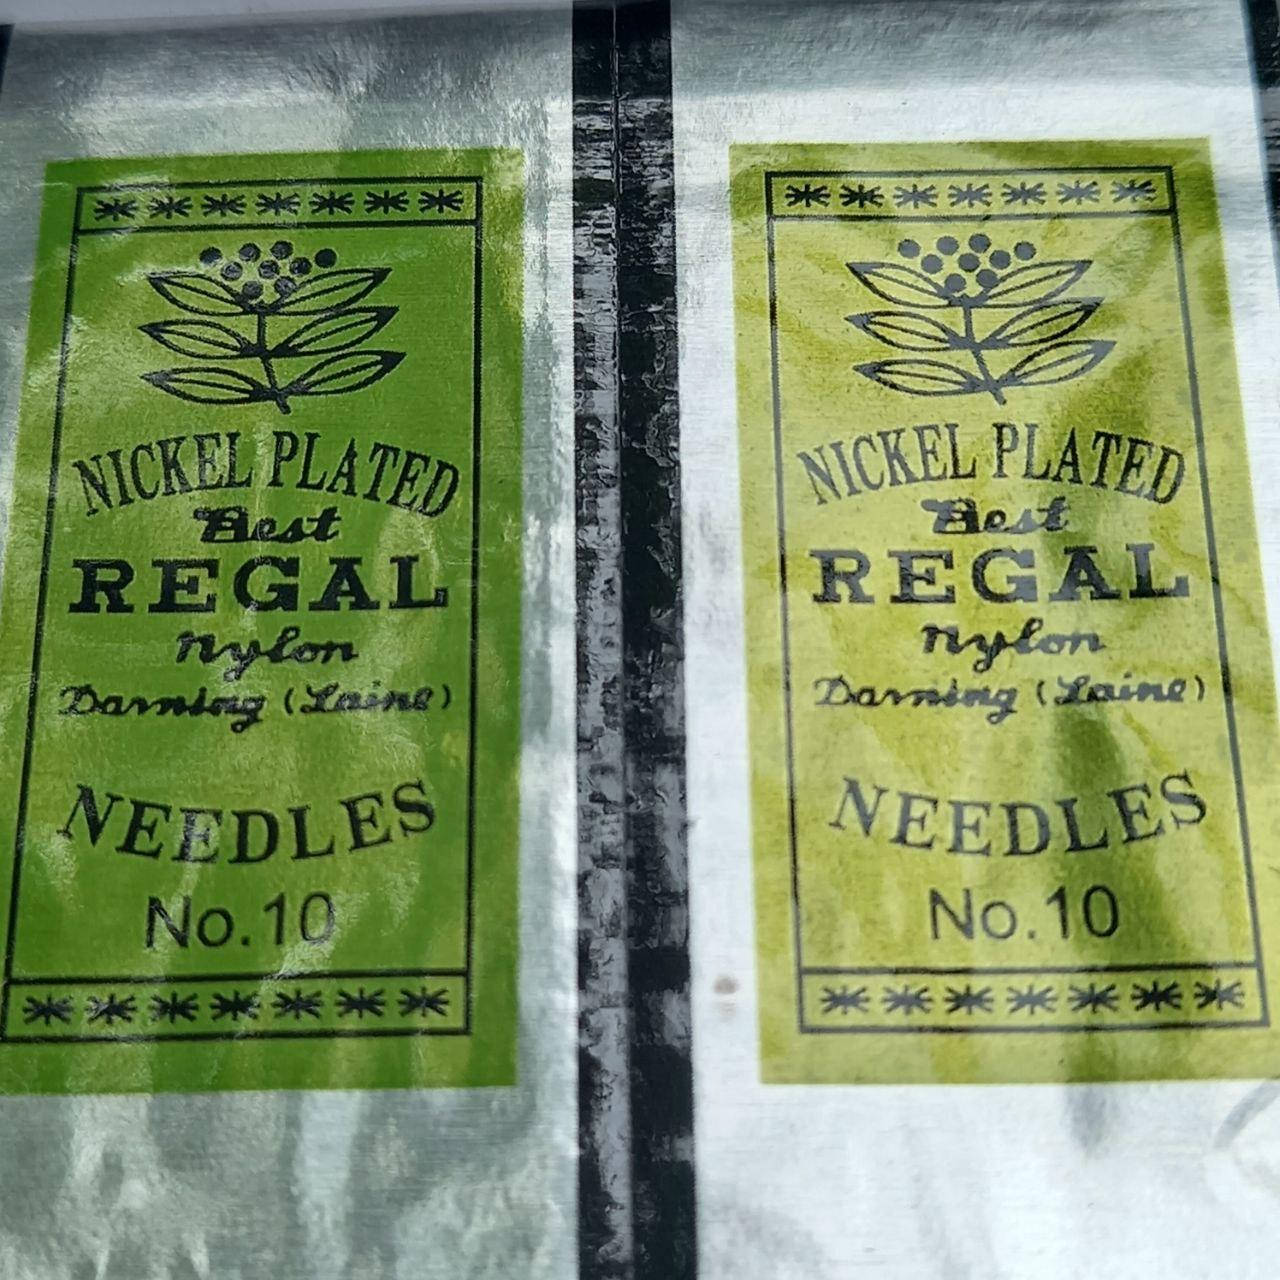 NICKEL PLATED
Best
REGAL
Nylon
Darning (Laine)
NEEDLES
No.10
NICKEL PLATED
Best
REGAL
Nylon
Darning (Laine)
NEEDLES
No.10